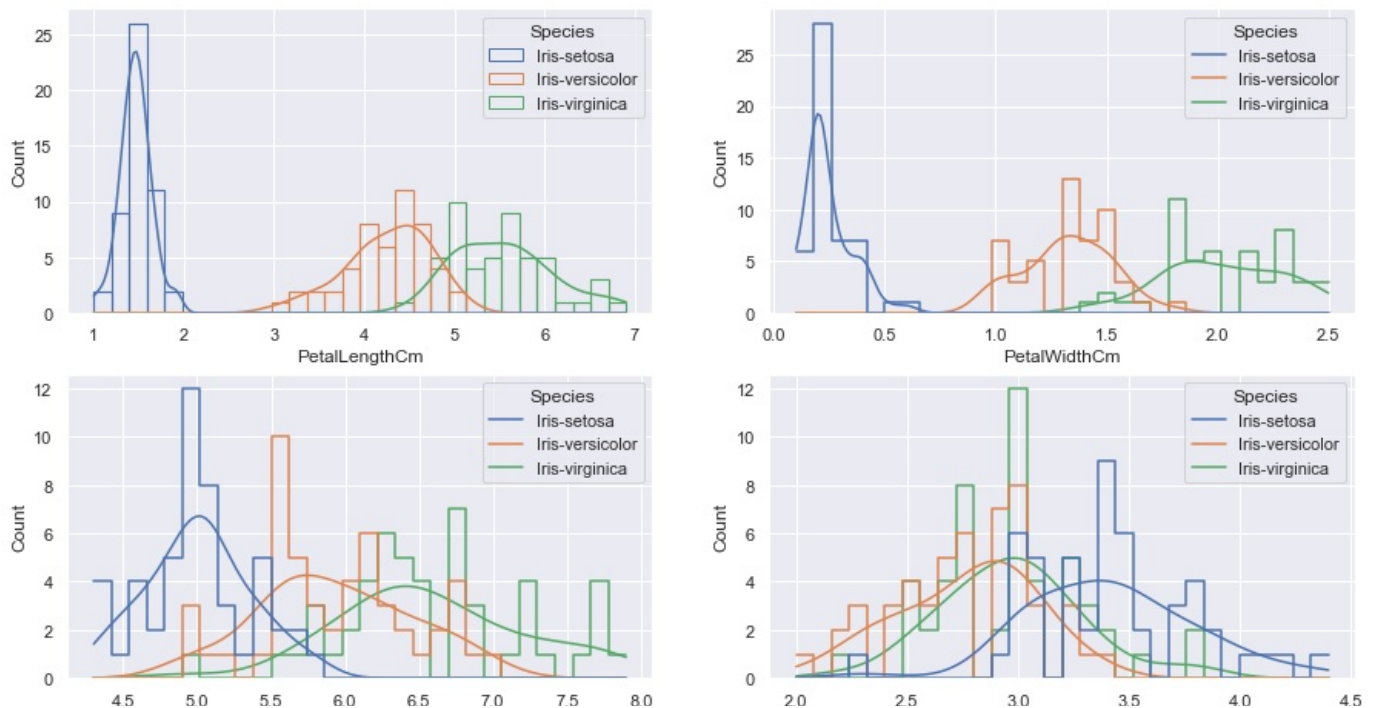 Count
25
20
15
10
5
0
Species
Iris-setosa
Iris-versicolor
Iris-virginica
1 2 3 4 5 6 7
PetalLengthCm
Count
25
20
15
10
5
0
Species
Iris-setosa
Iris-versicolor
Iris-virginica
0.0 0.5 1.0 1.5 2.0 2.5
PetalWidthCm
Count
12
10
8
6
4
2
0
Species
Iris-setosa
Iris-versicolor
Iris-virginica
4.5 5.0 5.5 6.0 6.5 7.0 7.5 8.0
Count
12
10
8
6
4
2
0
Species
Iris-setosa
Iris-versicolor
Iris-virginica
2.0 2.5 3.0 3.5 4.0 4.5